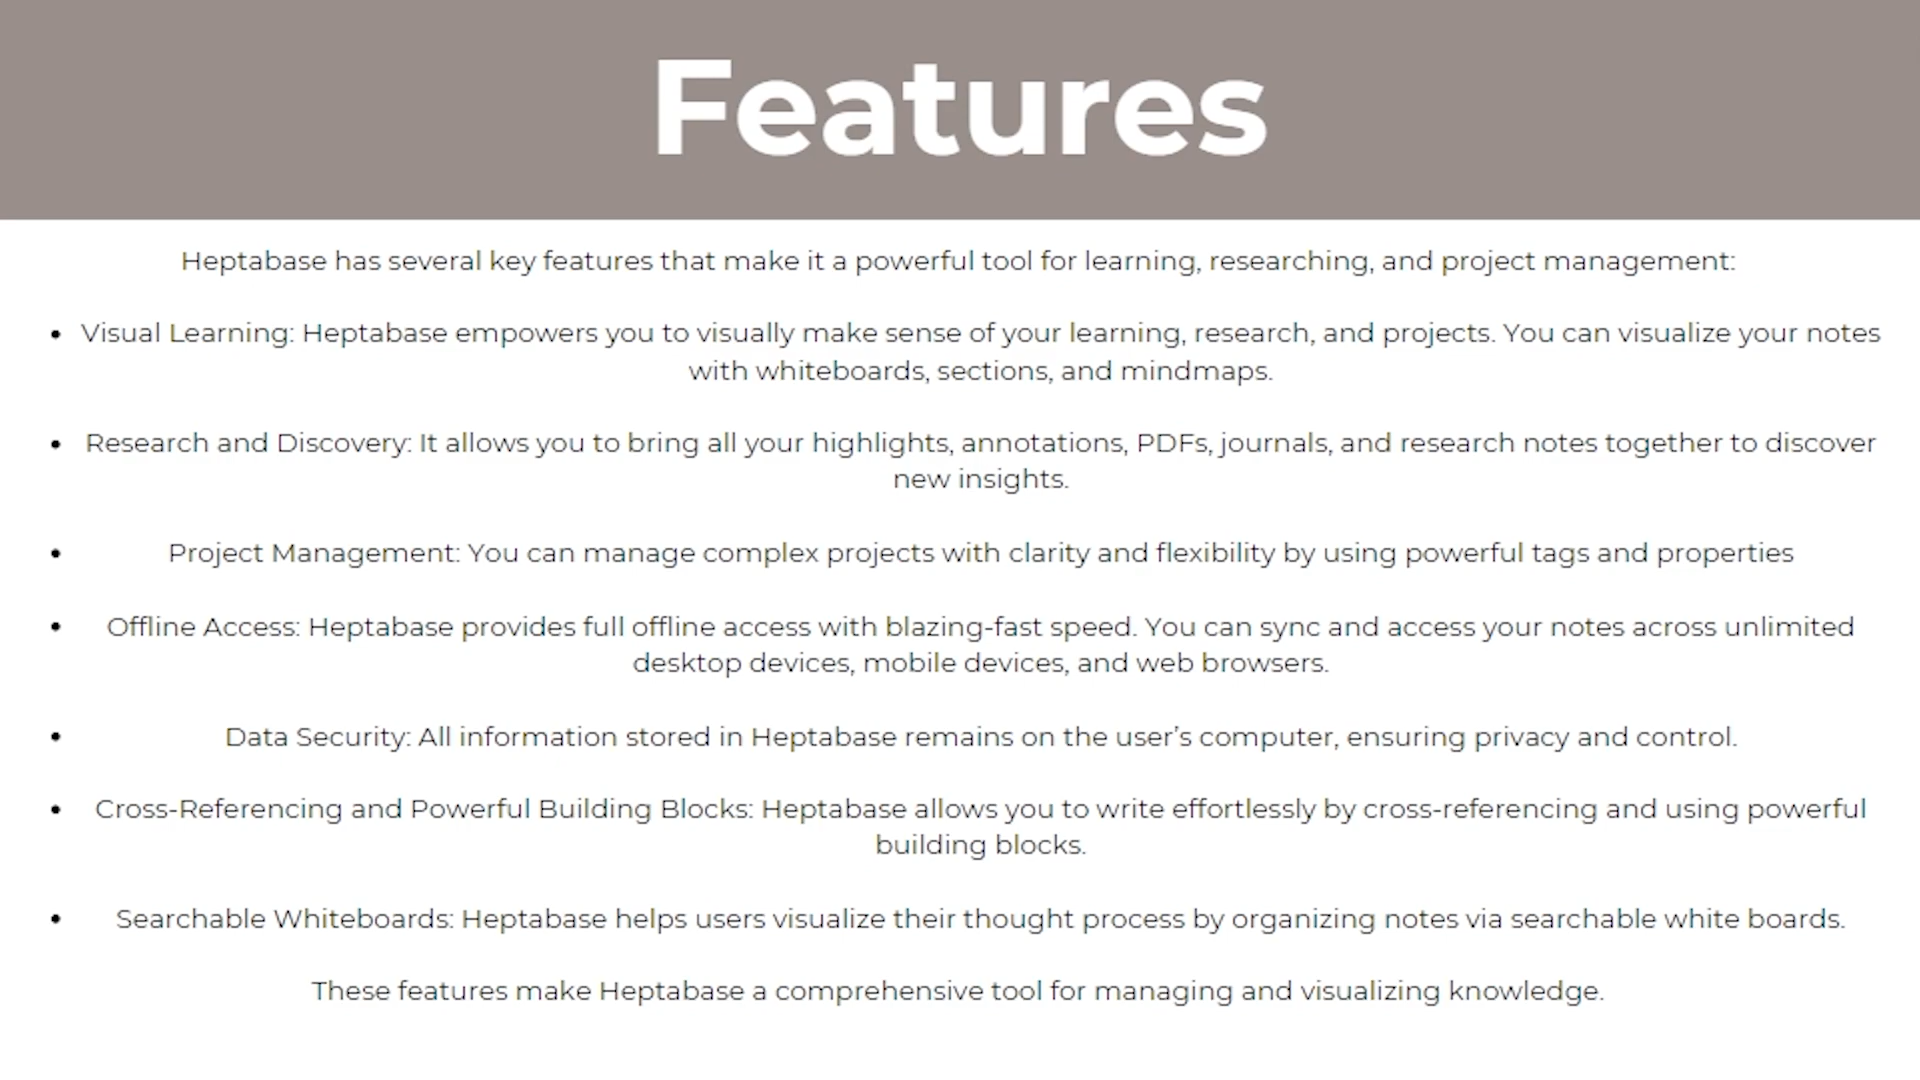 Features
Heptabase has several key features that make it a powerful tool for learning, researching, and project management:
• Visual Learning: Heptabase empowers you to visually make sense of your learning, research, and projects. You can visualize your notes
with whiteboards, sections, and mindmaps.
• Research and Discovery: It allows you to bring all your highlights, annotations, PDFs, journals, and research notes together to discover
new insights.
• Project Management: You can manage complex projects with clarity and flexibility by using powerful tags and properties
• Offline Access: Heptabase provides full offline access with blazing-fast speed. You can sync and access your notes across unlimited
desktop devices, mobile devices, and web browsers.
• Data Security: All information stored in Heptabase remains on the user’s computer, ensuring privacy and control.
• Cross-Referencing and Powerful Building Blocks: Heptabase allows you to write effortlessly by cross-referencing and using powerful
building blocks.
• Searchable Whiteboards: Heptabase helps users visualize their thought process by organizing notes via searchable white boards.
These features make Heptabase a comprehensive tool for managing and visualizing knowledge.